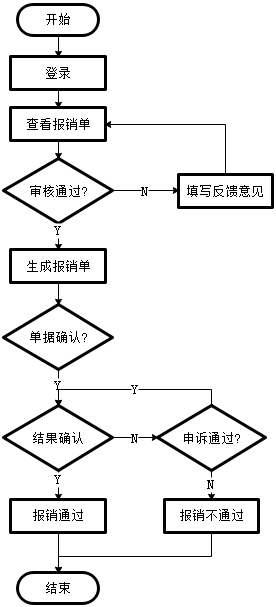 开始
登录
查看报销单
审核通过?
N
填写反馈意见
Y
生成报销单
单据确认?
Y
Y
结果确认
N
申诉通过?
Y
N
报销通过
报销不通过
结束